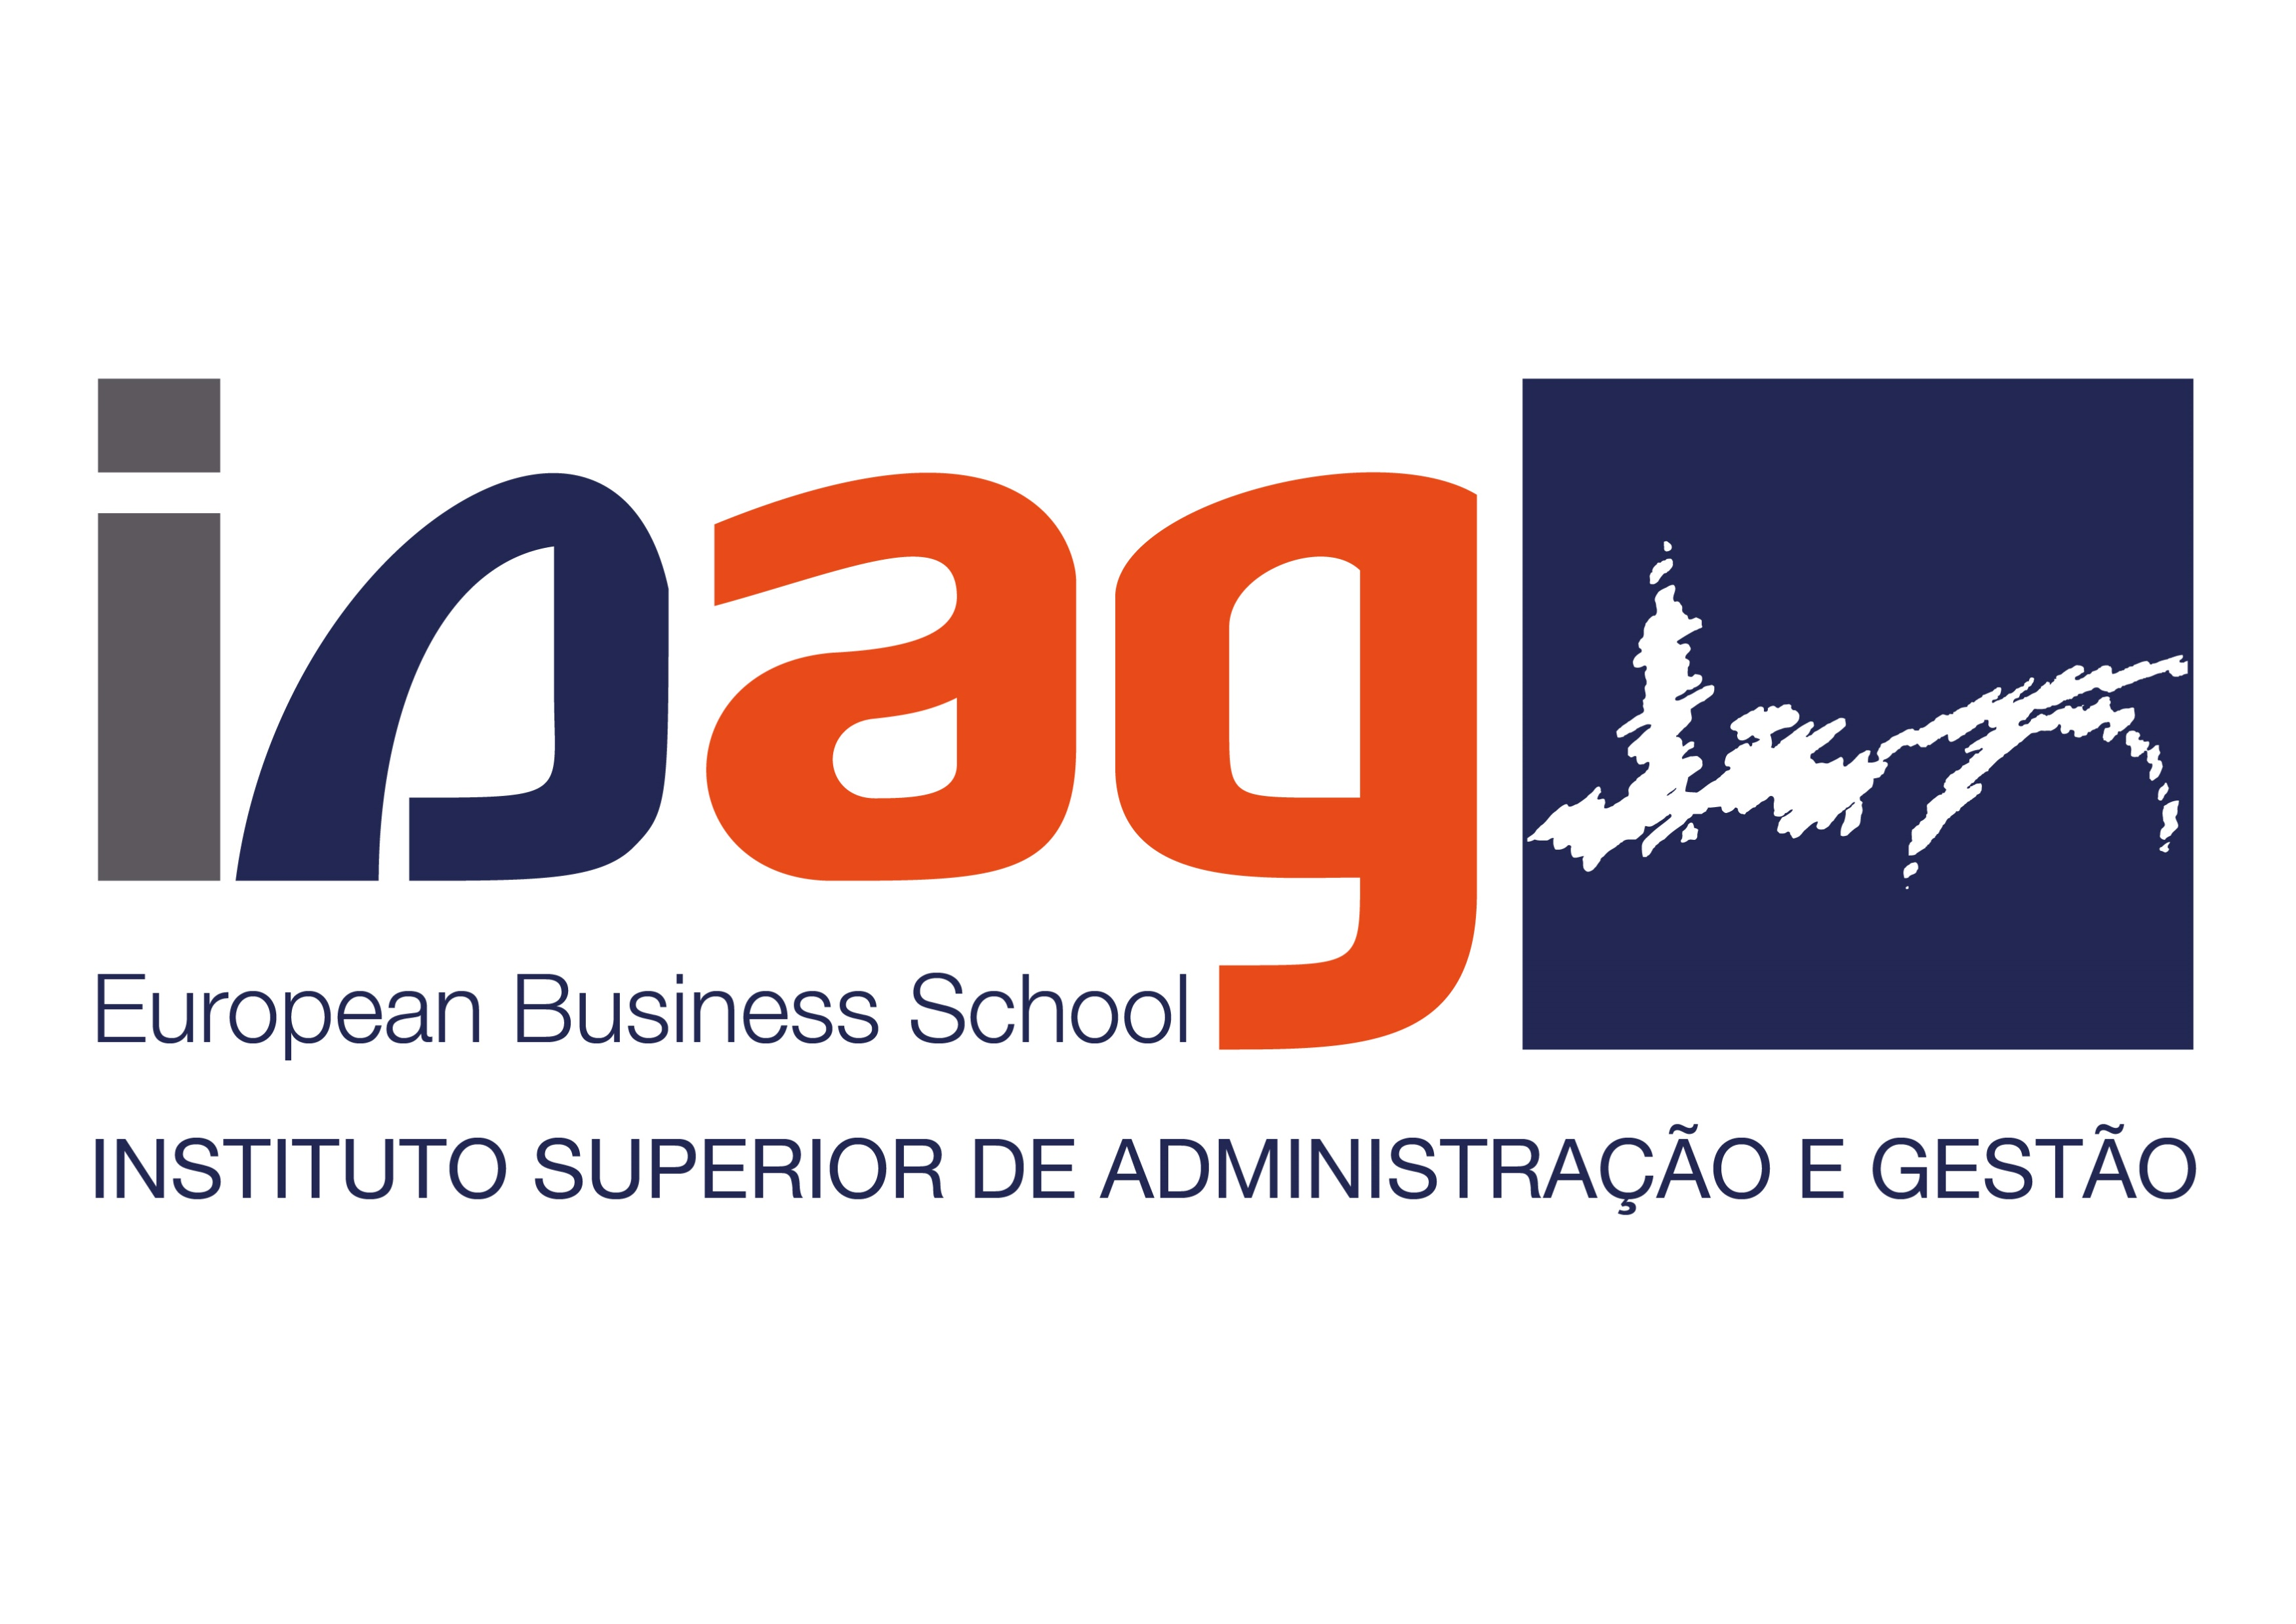 isag
European Business School
INSTITUTO SUPERIOR DE ADMINISTRAÇÃO E GESTÃO